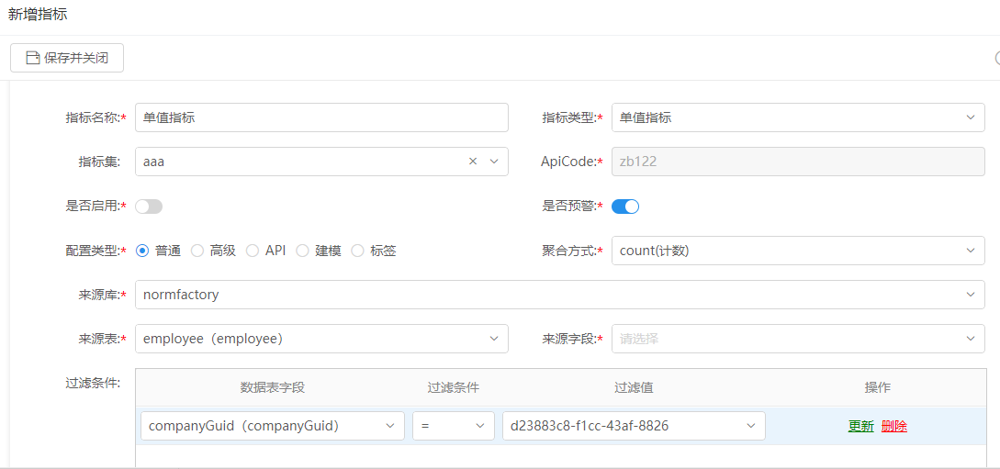 新增指标
保存并关闭
指标名称:* 单值指标 指标类型:* 单值指标
指标集: aaa ApiCode:* zb122
是否启用:* 是否预警:*
配置类型:* 普通 高级 API 建模 标签 聚合方式:* count(计数)
来源库:* normfactory
来源表:* employee（employee） 来源字段:* 请选择
过滤条件: 数据表字段 过滤条件 过滤值 操作
companyGuid（companyGuid） = d23883c8-f1cc-43af-8826 更新 删除